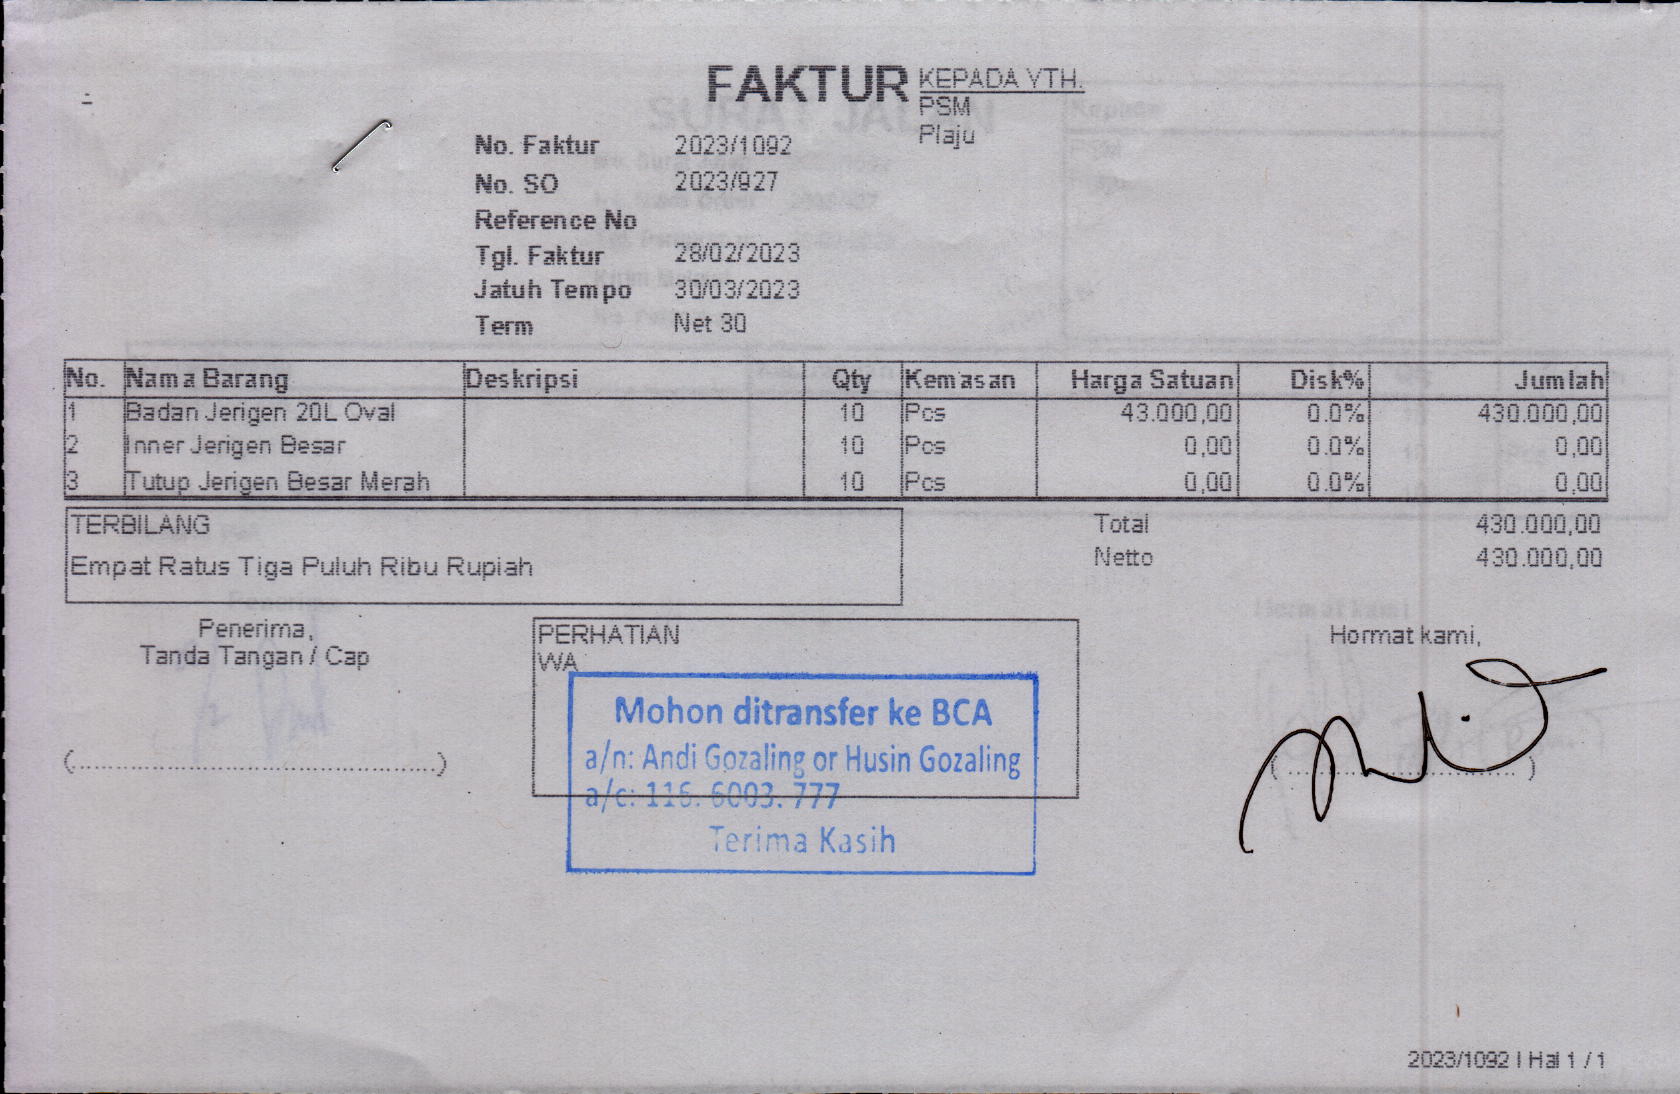 FAKTUR
KEPADA YTH.
PSM
Plaju
No. Faktur 2023/1092
No. SO 2023/927
Reference No
Tgl. Faktur 28/02/2023
Jatuh Tempo 30/03/2023
Term Net 30
No. Nama Barang Deskripsi Qty Kemasan Harga Satuan Disk% Jumlah
1 Badan Jerigen 20L Oval 10 Pcs 43.000,00 0.0% 430.000,00
2 Inner Jerigen Besar 10 Pcs 0,00 0.0% 0,00
3 Tutup Jerigen Besar Merah 10 Pcs 0,00 0.0% 0,00
TERBILANG
Empat Ratus Tiga Puluh Ribu Rupiah
Total 430.000,00
Netto 430.000,00
Penerima,
Tanda Tangan / Cap
(......................................................)
PERHATIAN
WA
Mohon ditransfer ke BCA
a/n: Andi Gozaling or Husin Gozaling
a/c: 116. 6003. 777
Terima Kasih
Hormat kami,
(....................................)
2023/1092 | Hal 1 / 1